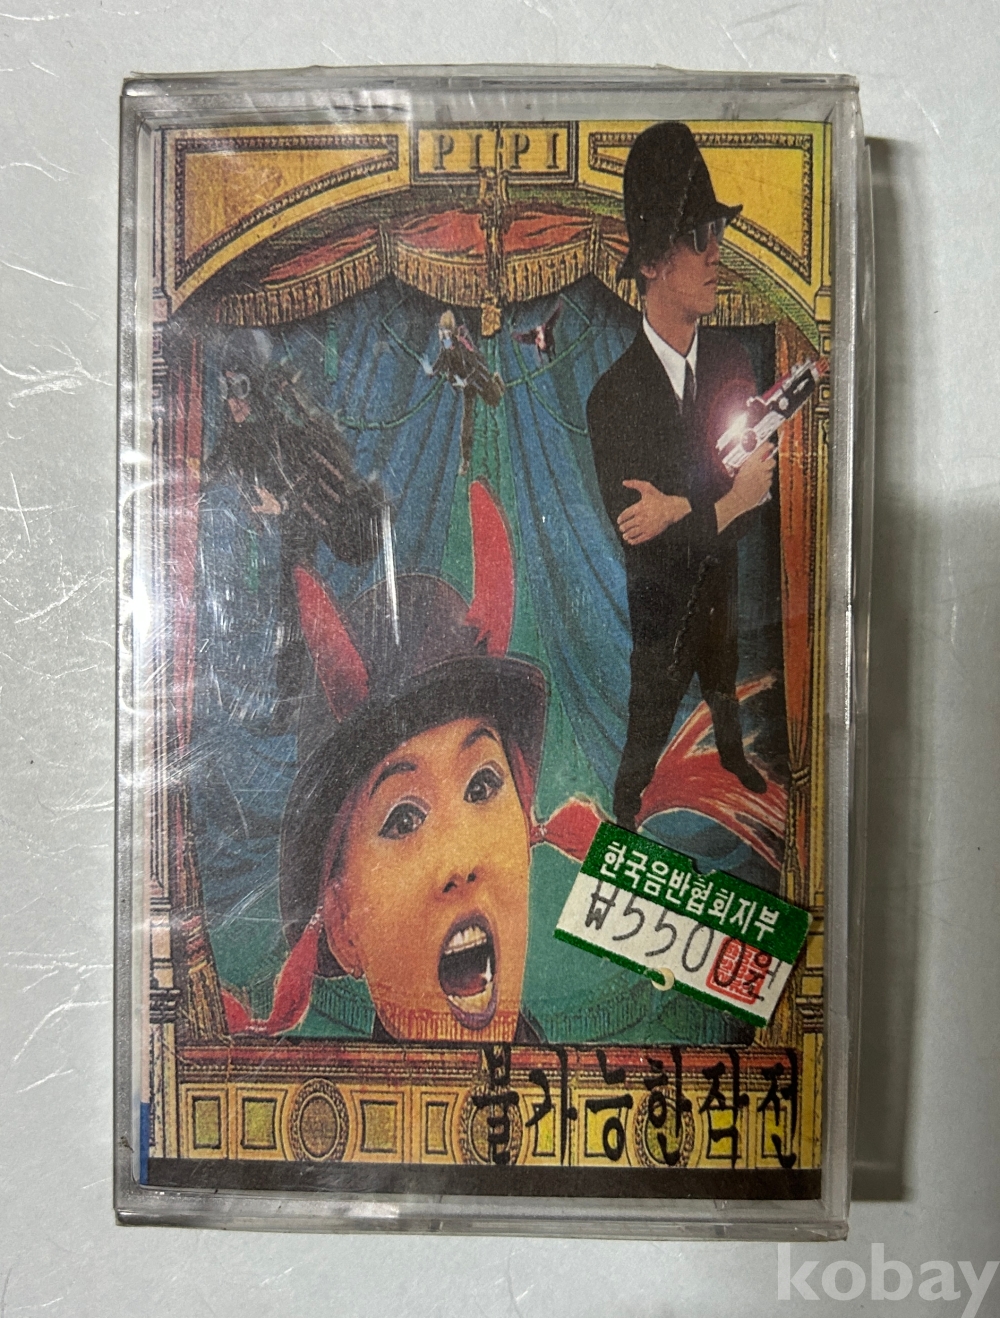 PIPI
한국음반협회지부
₩5500원
불가능한작전
kobay